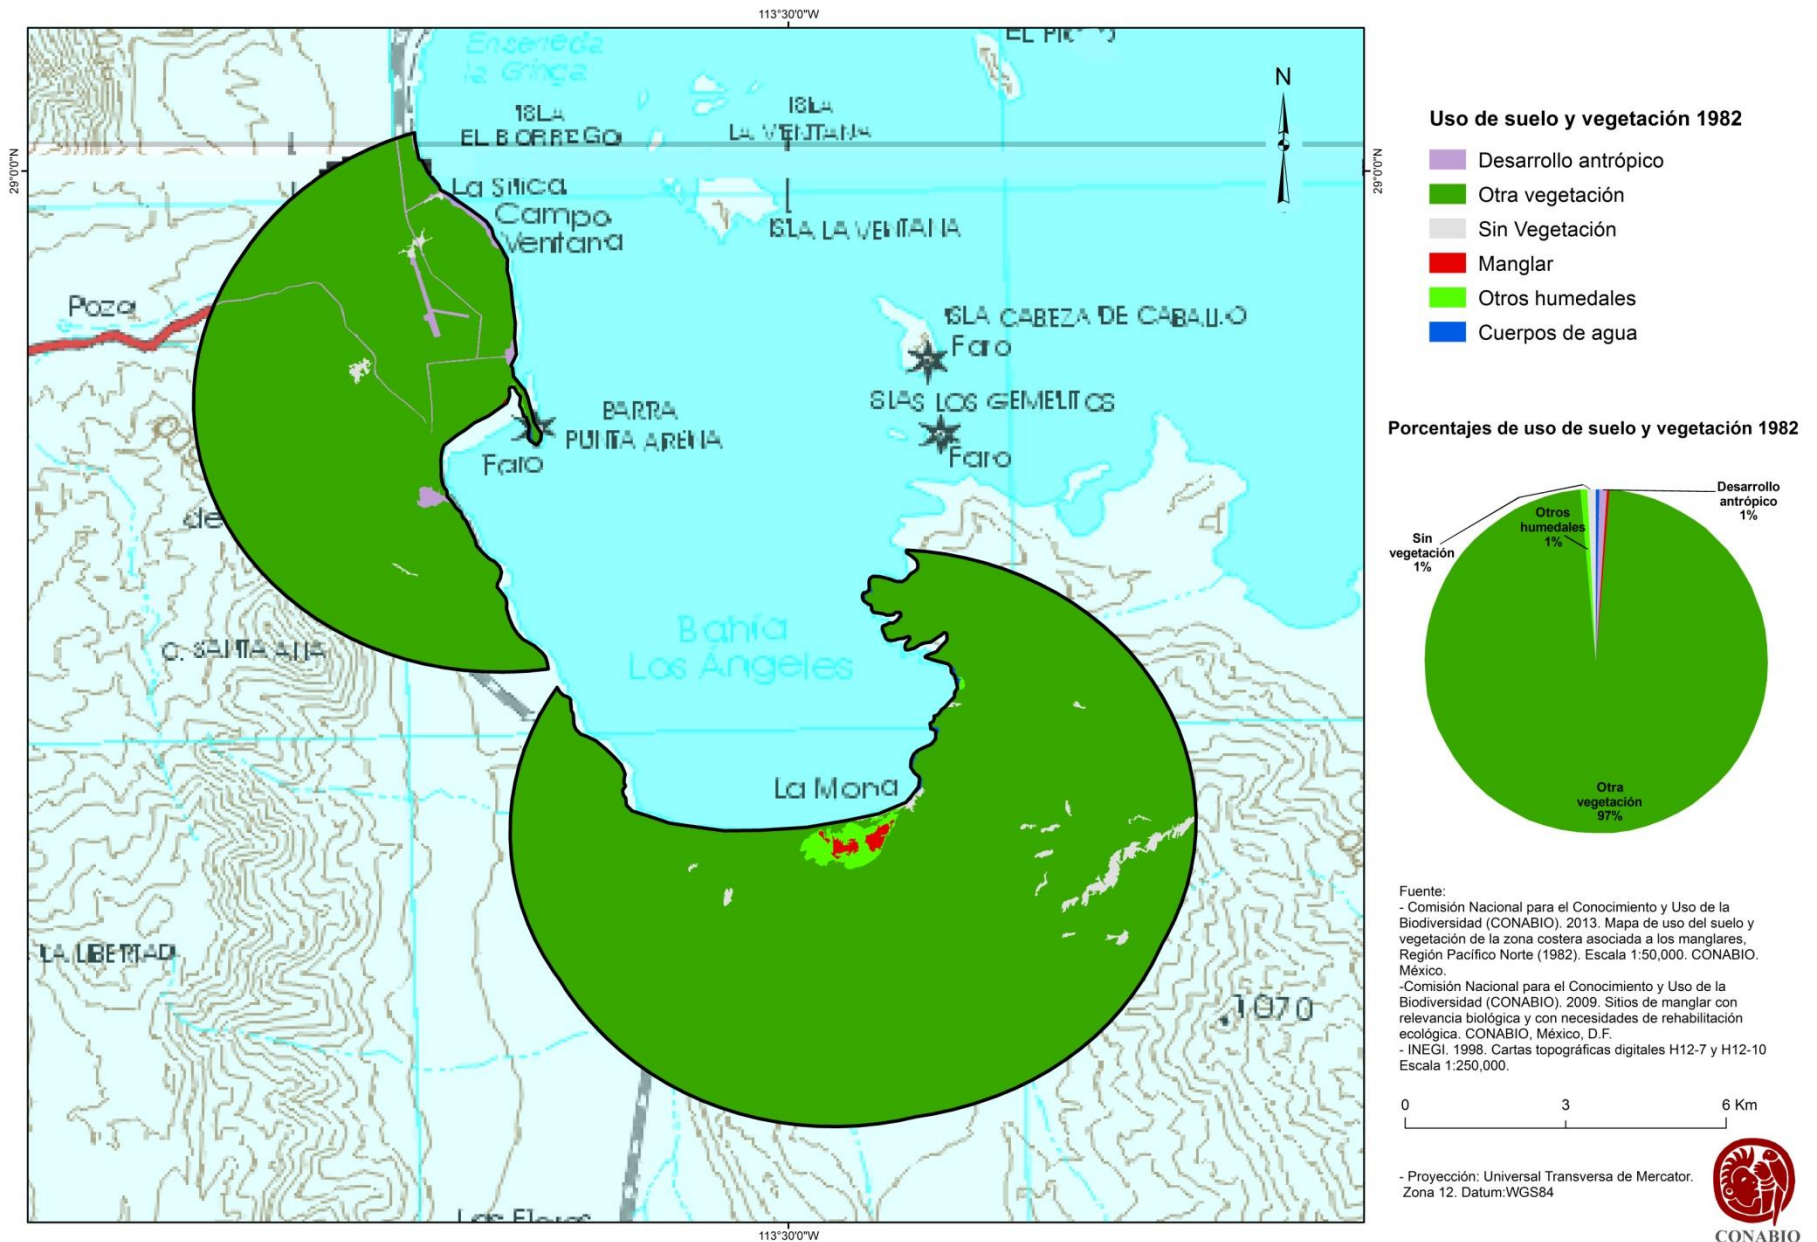 113°30'0"W
Ensenada
la Gringa
ISLA
EL BORREGO
ISLA
LA VENTANA
N
29°0'0"N
29°0'0"N
La Silica
Campo
Ventana
ISLA LA VENTANA
Poza
ISLA CABEZA DE CABALLO
Faro
ISLAS LOS GEMELITOS
Faro
BARRA
PUNTA ARENA
Faro
de
C. SANTA ANA
Bahía
Los Ángeles
La Mona
LA LIBERTAD
1070
113°30'0"W
Uso de suelo y vegetación 1982
Desarrollo antrópico
Otra vegetación
Sin Vegetación
Manglar
Otros humedales
Cuerpos de agua
Porcentajes de uso de suelo y vegetación 1982
Desarrollo
antrópico
1%
Otros
humedales
1%
Sin
vegetación
1%
Otra
vegetación
97%
Fuente:
- Comisión Nacional para el Conocimiento y Uso de la
Biodiversidad (CONABIO). 2013. Mapa de uso del suelo y
vegetación de la zona costera asociada a los manglares,
Región Pacífico Norte (1982). Escala 1:50,000. CONABIO.
México.
-Comisión Nacional para el Conocimiento y Uso de la
Biodiversidad (CONABIO). 2009. Sitios de manglar con
relevancia biológica y con necesidades de rehabilitación
ecológica. CONABIO, México, D.F.
- INEGI. 1998. Cartas topográficas digitales H12-7 y H12-10
Escala 1:250,000.
0 3 6 Km
- Proyección: Universal Transversa de Mercator.
Zona 12. Datum:WGS84
CONABIO